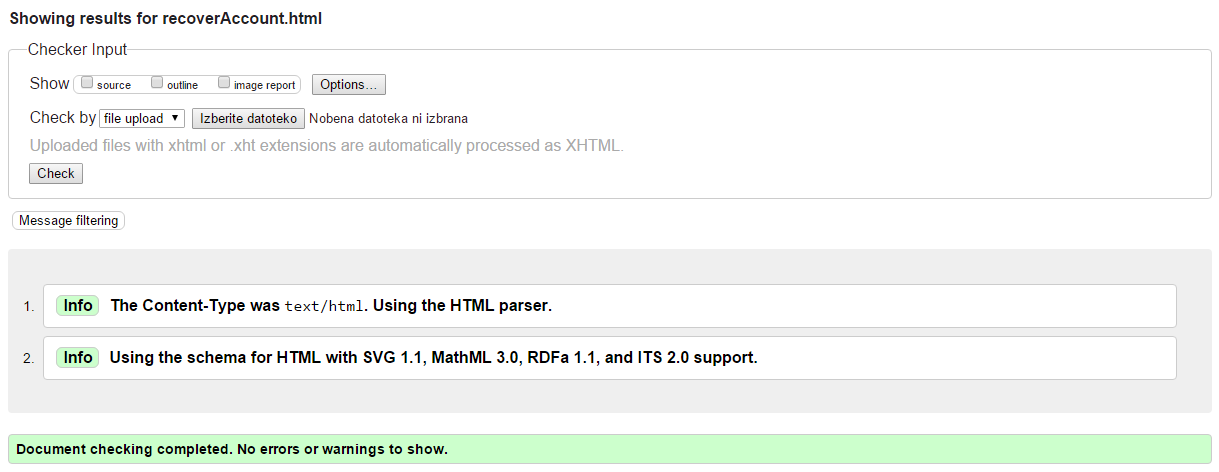 Showing results for recoverAccount.html
Checker Input
Show source outline image report Options...
Check by file upload Izberite datoteko Nobena datoteka ni izbrana
Uploaded files with xhtml or .xht extensions are automatically processed as XHTML.
Check
Message filtering
1. Info The Content-Type was text/html. Using the HTML parser.
2. Info Using the schema for HTML with SVG 1.1, MathML 3.0, RDFa 1.1, and ITS 2.0 support.
Document checking completed. No errors or warnings to show.